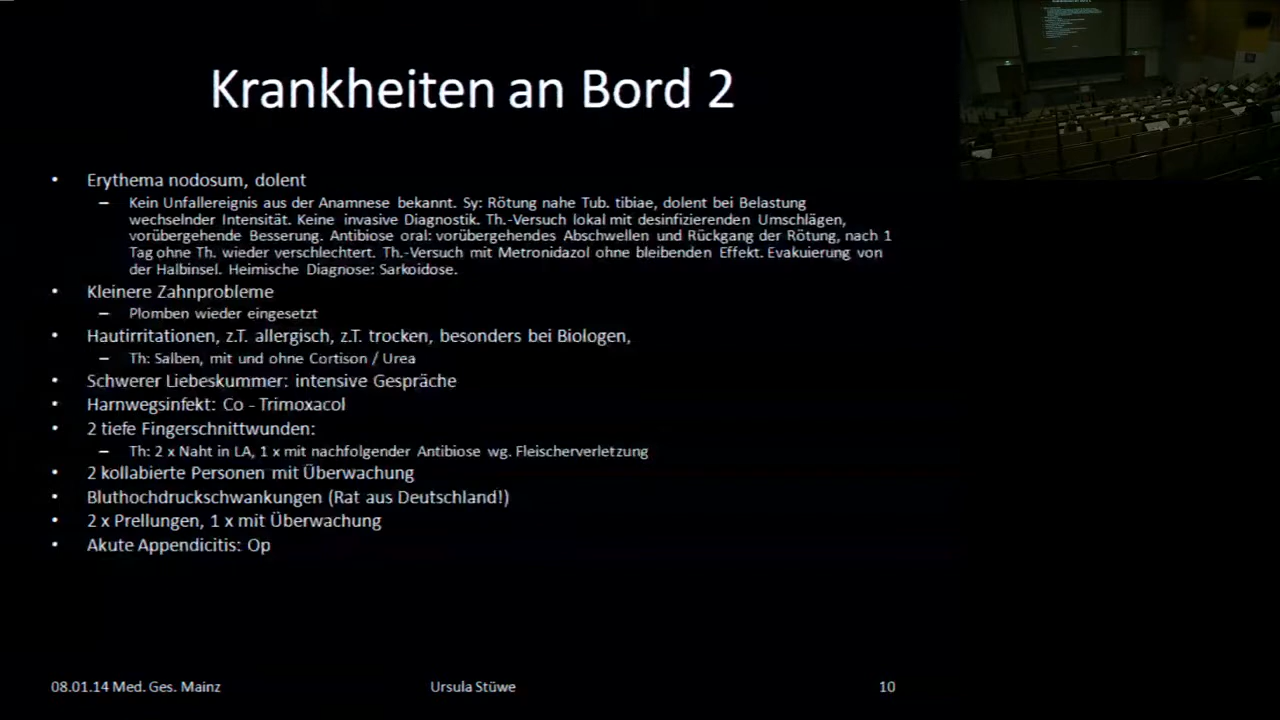 Krankheiten an Bord 2
• Erythema nodosum, dolent
– Kein Unfallereignis aus der Anamnese bekannt. Sy: Rötung nahe Tub. tibiae, dolent bei Belastung
wechselnder Intensität. Keine invasive Diagnostik. Th.-Versuch lokal mit desinfizierenden Umschlägen,
vorübergehende Besserung. Antibiose oral: vorübergehendes Abschwellen und Rückgang der Rötung, nach 1
Tag ohne Th. wieder verschlechtert. Th.-Versuch mit Metronidazol ohne bleibenden Effekt. Evakuierung von
der Halbinsel. Heimische Diagnose: Sarkoidose.
• Kleinere Zahnprobleme
– Plomben wieder eingesetzt
• Hautirritationen, z.T. allergisch, z.T. trocken, besonders bei Biologen,
– Th: Salben, mit und ohne Cortison / Urea
• Schwerer Liebeskummer: intensive Gespräche
• Harnwegsinfekt: Co - Trimoxacol
• 2 tiefe Fingerschnittwunden:
– Th: 2 x Naht in LA, 1 x mit nachfolgender Antibiose wg. Fleischerverletzung
• 2 kollabierte Personen mit Überwachung
• Bluthochdruckschwankungen (Rat aus Deutschland!)
• 2 x Prellungen, 1 x mit Überwachung
• Akute Appendicitis: Op
08.01.14 Med. Ges. Mainz
Ursula Stüwe
10